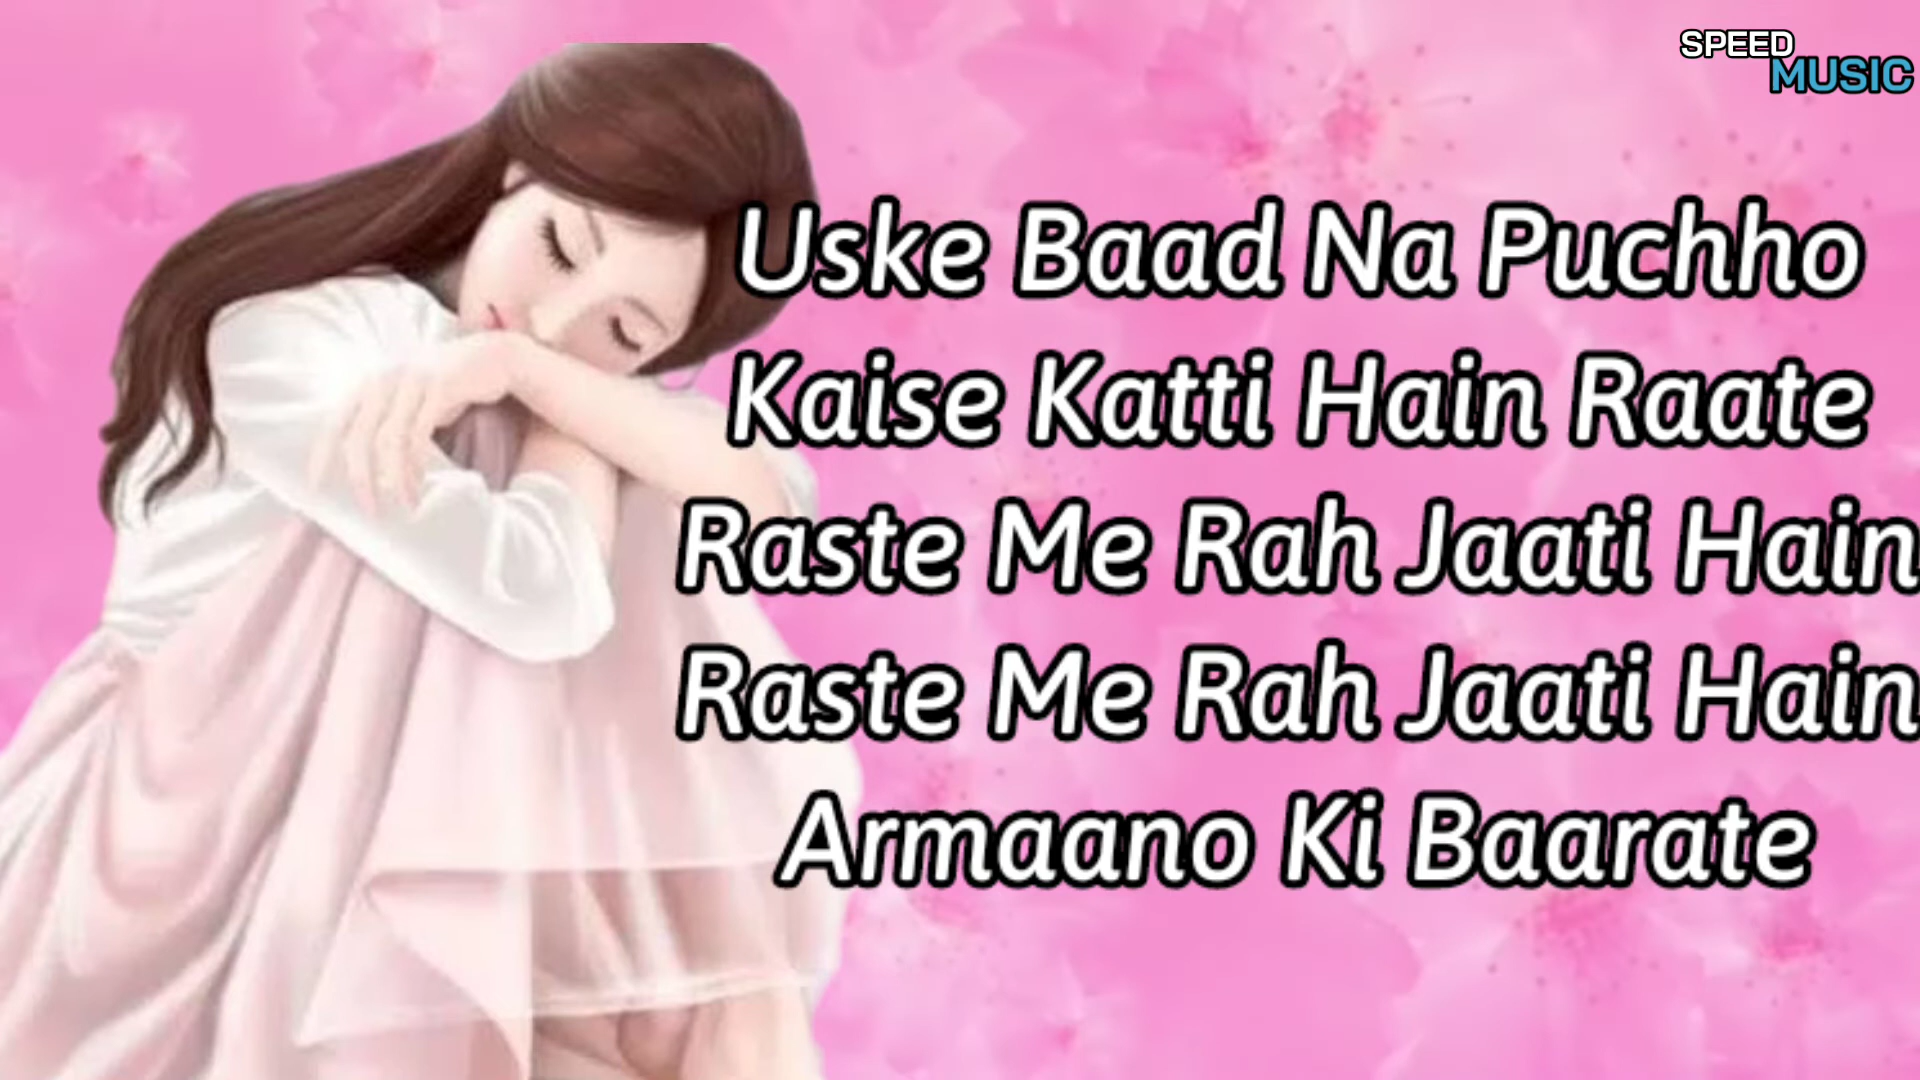 SPEED
MUSIC
Uske Baad Na Puchho
Kaise Katti Hain Raate
Raste Me Rah Jaati Hain
Raste Me Rah Jaati Hain
Armaano Ki Baarate